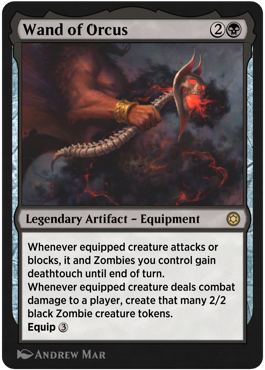 Wand of Orcus 2
Legendary Artifact – Equipment
Whenever equipped creature attacks or
blocks, it and Zombies you control gain
deathtouch until end of turn.
Whenever equipped creature deals combat
damage to a player, create that many 2/2
black Zombie creature tokens.
Equip 3
Andrew Mar